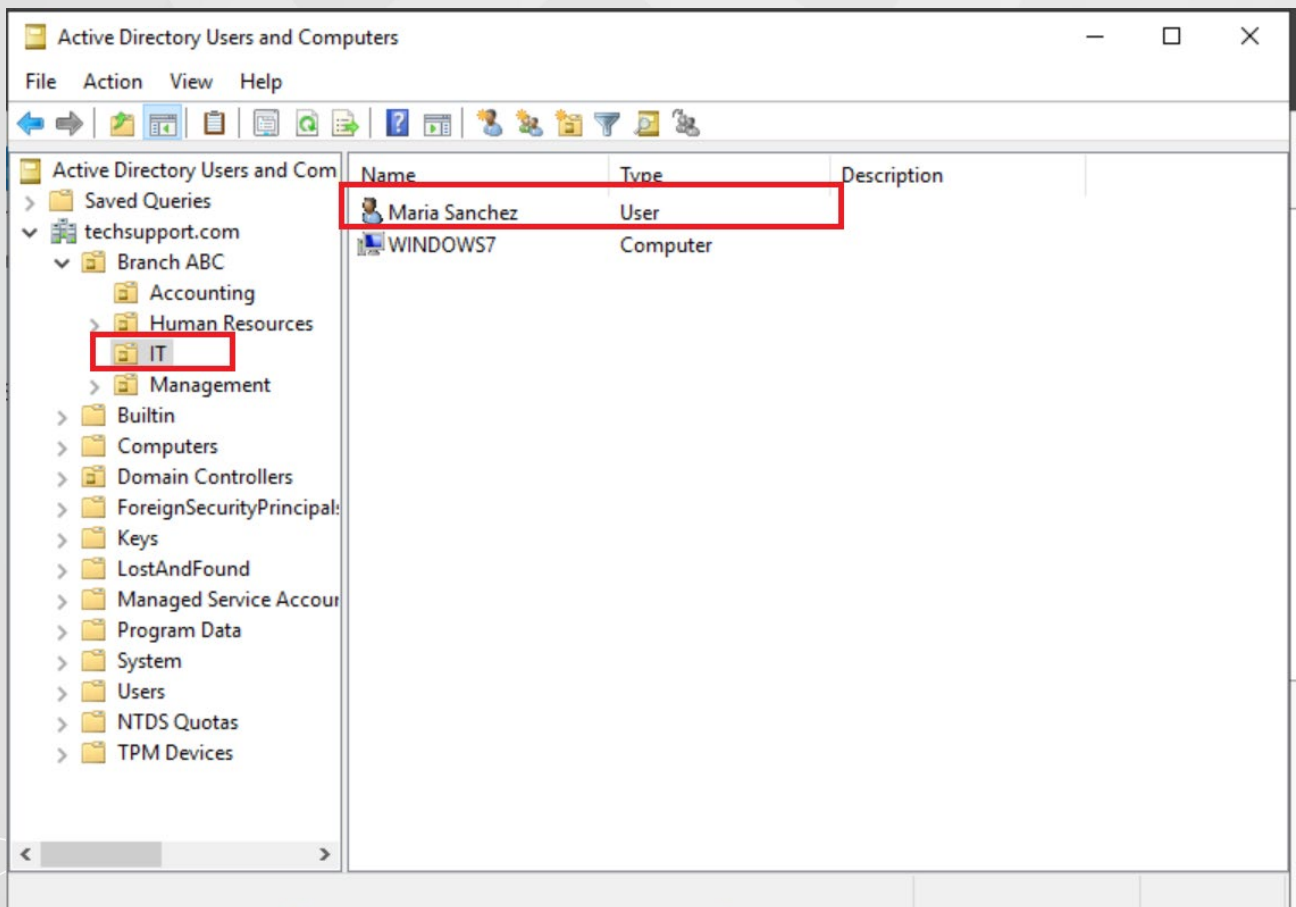 Active Directory Users and Computers
File Action View Help
Active Directory Users and Com
Saved Queries
techsupport.com
Branch ABC
Accounting
Human Resources
IT
Management
Builtin
Computers
Domain Controllers
ForeignSecurityPrincipals
Keys
LostAndFound
Managed Service Accour
Program Data
System
Users
NTDS Quotas
TPM Devices
Name Type Description
Maria Sanchez User
WINDOWS7 Computer